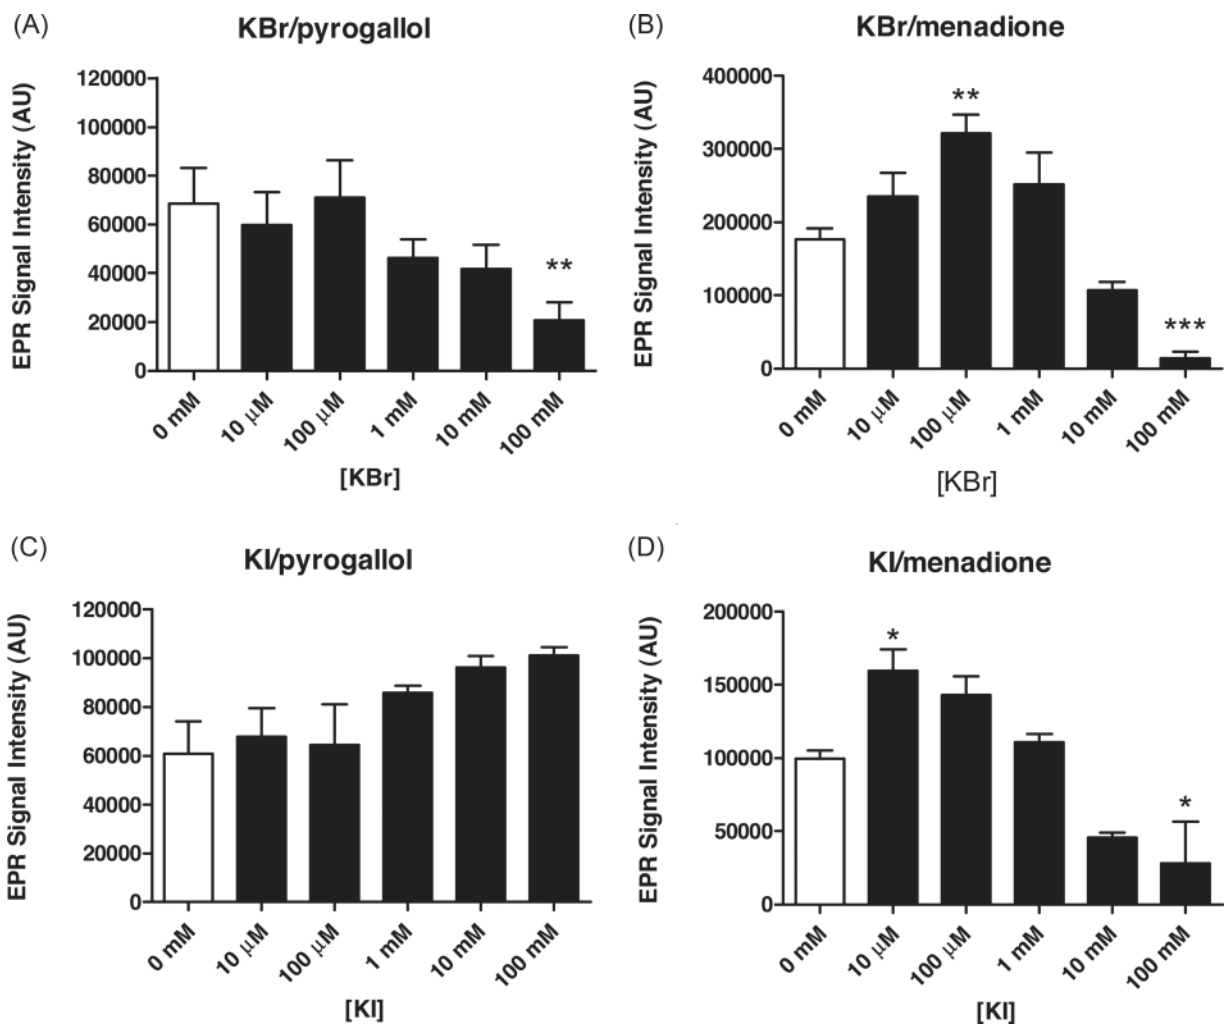 (A)
KBr/pyrogallol
EPR Signal Intensity (AU)
120000
100000
80000
60000
40000
20000
0
0 mM
10 μM
100 μM
1 mM
10 mM
100 mM
**
[KBr]
(B)
KBr/menadione
EPR Signal Intensity (AU)
400000
300000
200000
100000
0
**
***
0 mM
10 μM
100 μM
1 mM
10 mM
100 mM
[KBr]
(C)
KI/pyrogallol
EPR Signal Intensity (AU)
120000
100000
80000
60000
40000
20000
0
0 mM
10 μM
100 μM
1 mM
10 mM
100 mM
[KI]
(D)
KI/menadione
EPR Signal Intensity (AU)
200000
150000
100000
50000
0
*
*
0 mM
10 μM
100 μM
1 mM
10 mM
100 mM
[KI]